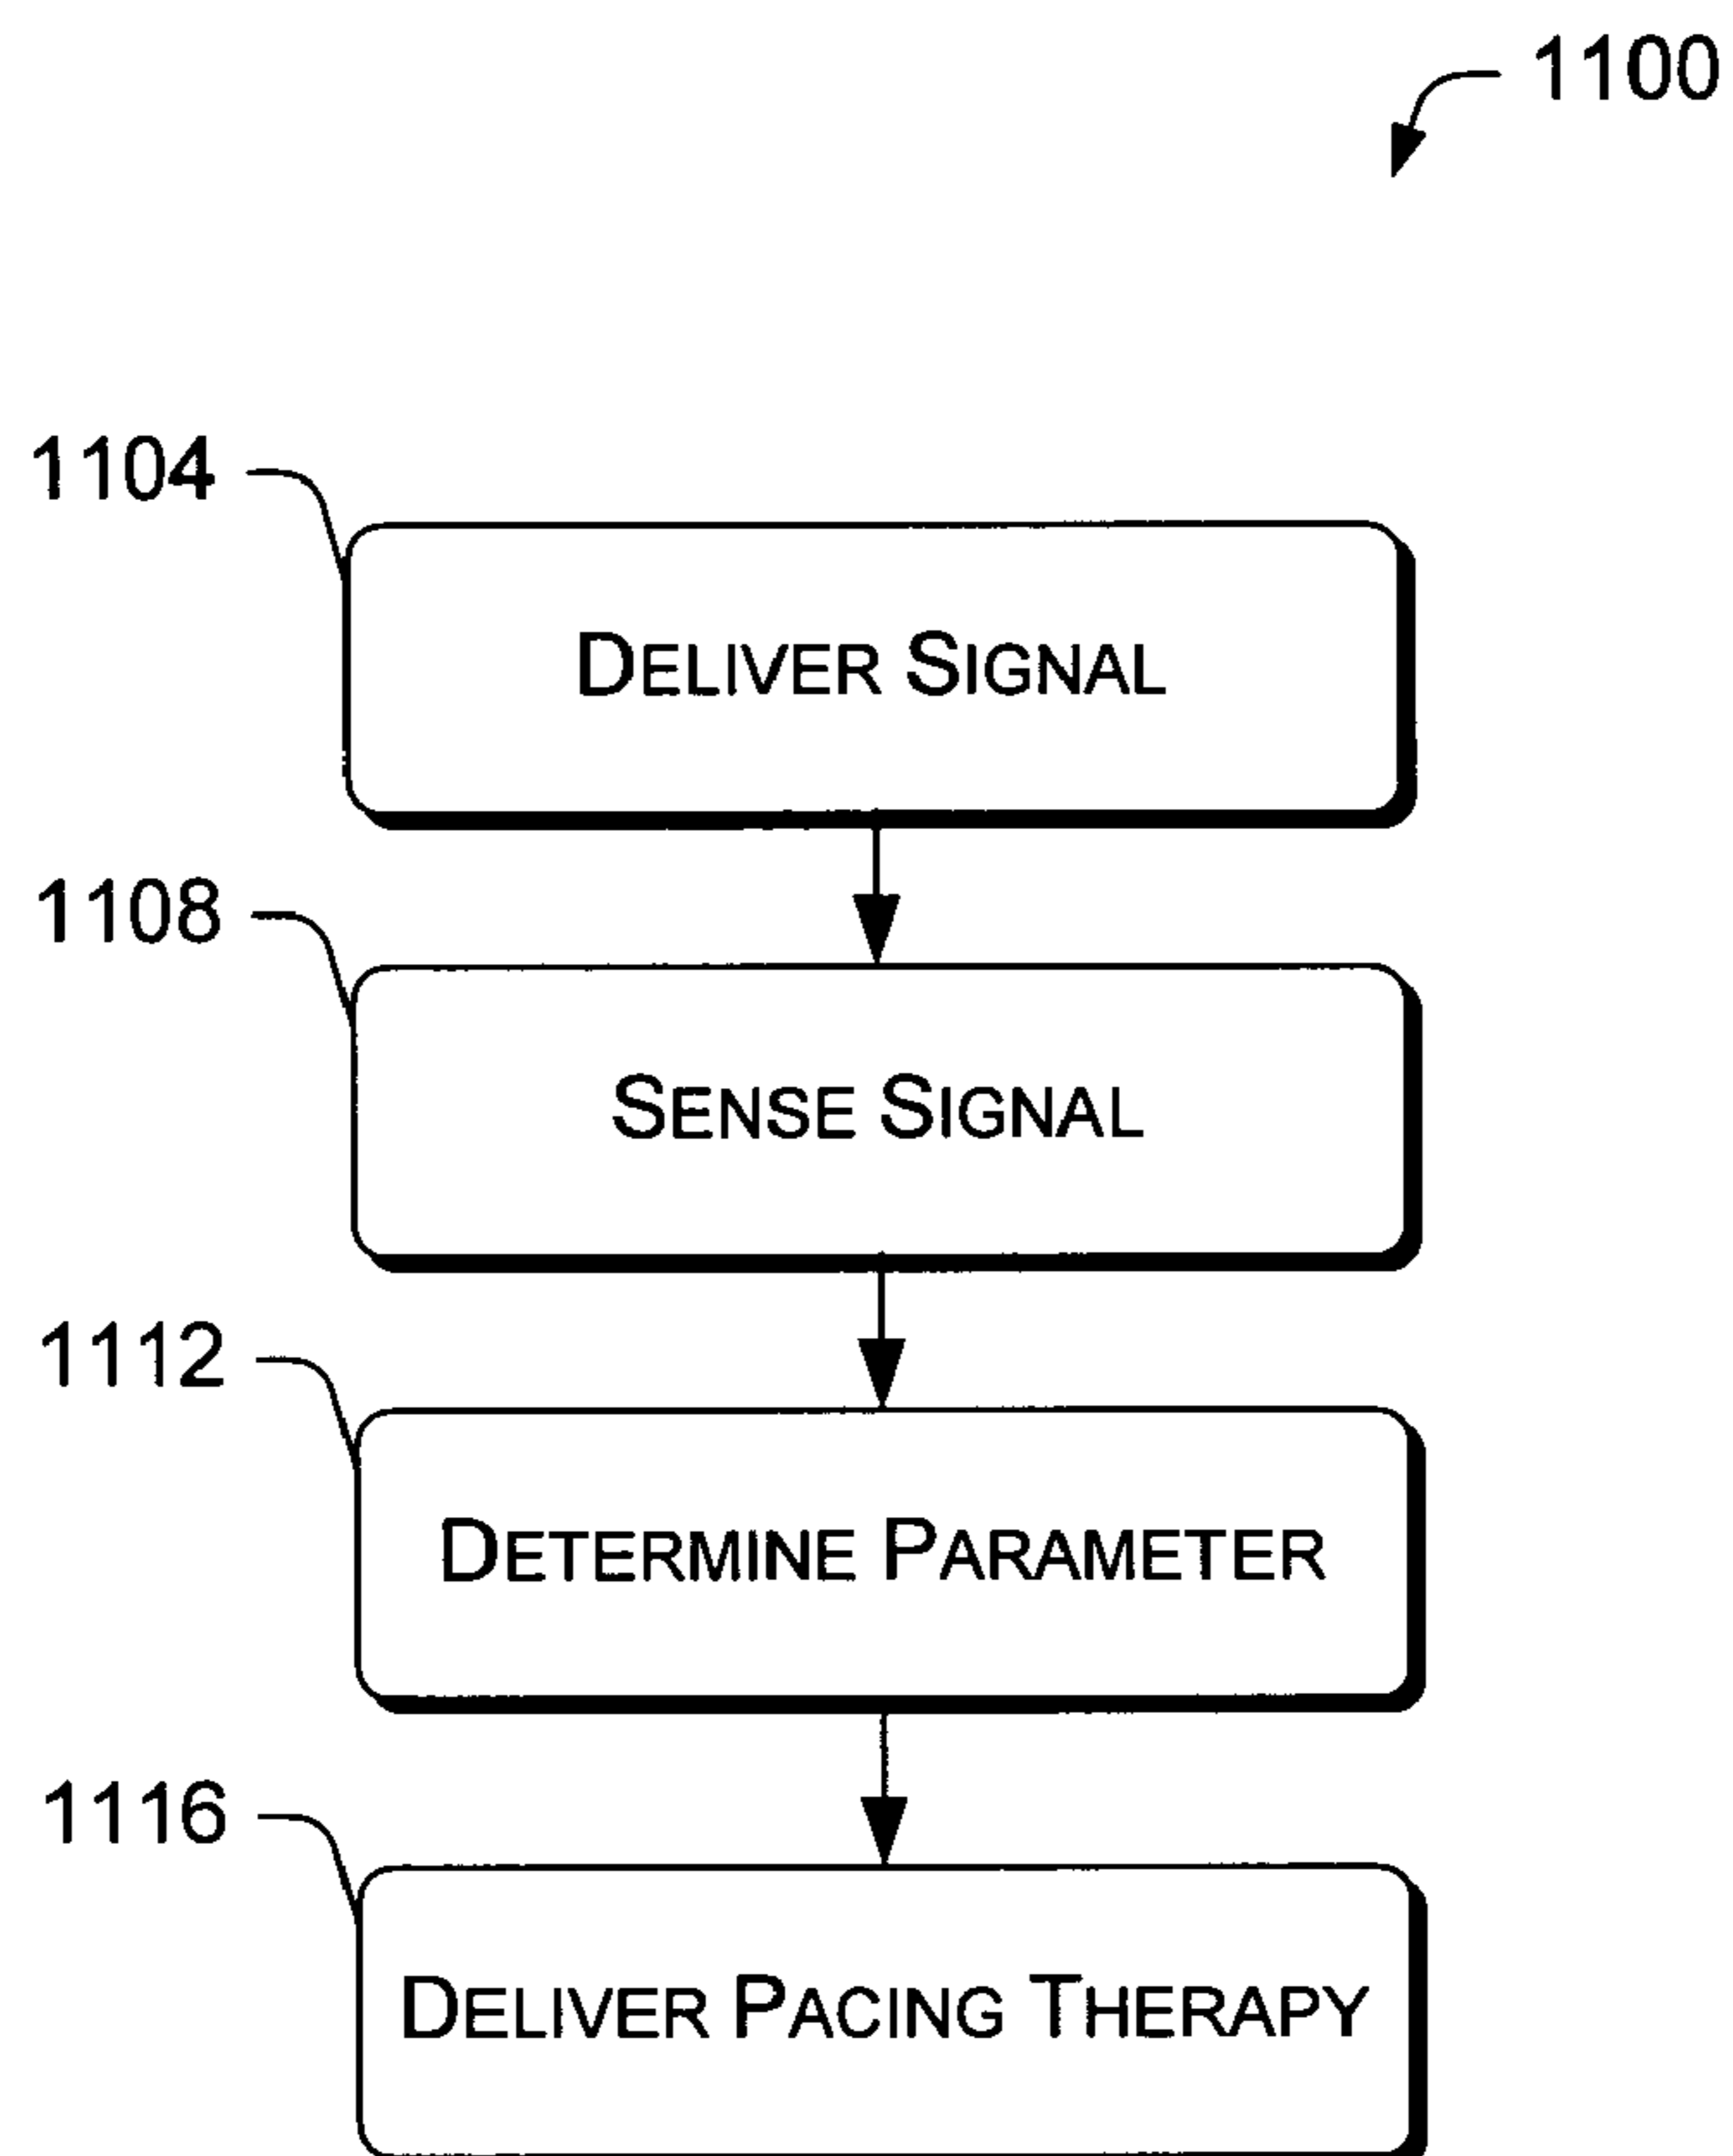 1100
1104
DELIVER SIGNAL
1108
SENSE SIGNAL
1112
DETERMINE PARAMETER
1116
DELIVER PACING THERAPY